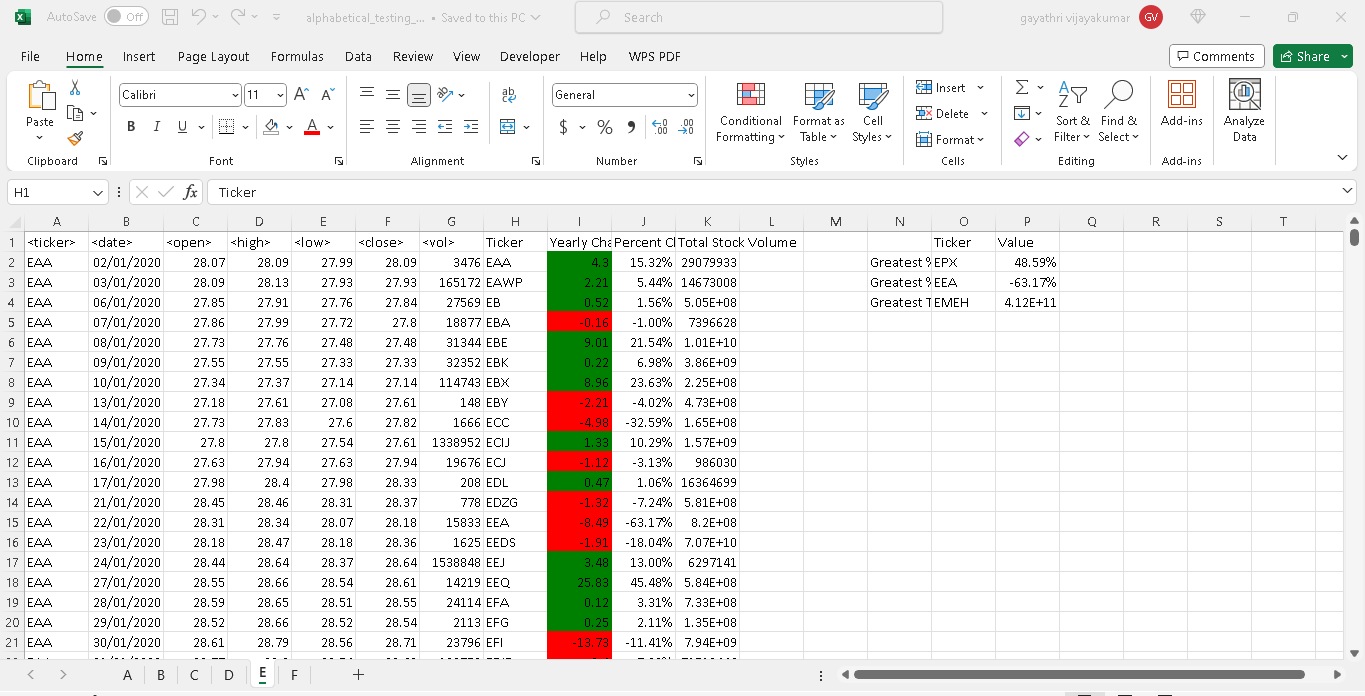 AutoSave Off alphabetical_testing_... • Saved to this PC Search gayathri vijayakumar GV
File Home Insert Page Layout Formulas Data Review View Developer Help WPS PDF Comments Share
Paste Calibri 11 General Conditional Formatting Format as Table Cell Styles Insert Delete Format Sort & Filter Find & Select Add-ins Analyze Data
B I U A $ %
Clipboard Font Alignment Number Styles Cells Editing Add-ins
H1 fx Ticker
A B C D E F G H I J K L M N O P Q R S T
1 <ticker> <date> <open> <high> <low> <close> <vol> Ticker Yearly Cha Percent Cl Total Stock Volume Ticker Value
2 EAA 02/01/2020 28.07 28.09 27.99 28.09 3476 EAA 4.3 15.32% 29079933 Greatest % EPX 48.59%
3 EAA 03/01/2020 28.09 28.13 27.93 27.93 165172 EAWP 2.21 5.44% 14673008 Greatest % EEA -63.17%
4 EAA 06/01/2020 27.85 27.91 27.76 27.84 27569 EB 0.52 1.56% 5.05E+08 Greatest T EMEH 4.12E+11
5 EAA 07/01/2020 27.86 27.99 27.72 27.8 18877 EBA -0.16 -1.00% 7396628
6 EAA 08/01/2020 27.73 27.76 27.48 27.48 31344 EBE 9.01 21.54% 1.01E+10
7 EAA 09/01/2020 27.55 27.55 27.33 27.33 32352 EBK 0.22 6.98% 3.86E+09
8 EAA 10/01/2020 27.34 27.37 27.14 27.14 114743 EBX 8.96 23.63% 2.25E+08
9 EAA 13/01/2020 27.18 27.61 27.08 27.61 148 EBY -2.21 -4.02% 4.73E+08
10 EAA 14/01/2020 27.73 27.83 27.6 27.82 1666 ECC -4.98 -32.59% 1.65E+08
11 EAA 15/01/2020 27.8 27.8 27.54 27.61 1338952 ECIJ 1.33 10.29% 1.57E+09
12 EAA 16/01/2020 27.63 27.94 27.63 27.94 19676 ECJ -1.12 -3.13% 986030
13 EAA 17/01/2020 27.98 28.4 27.98 28.33 208 EDL 0.47 1.06% 16364699
14 EAA 21/01/2020 28.45 28.46 28.31 28.37 778 EDZG -1.32 -7.24% 5.81E+08
15 EAA 22/01/2020 28.31 28.34 28.07 28.18 15833 EEA -8.49 -63.17% 8.2E+08
16 EAA 23/01/2020 28.18 28.47 28.18 28.36 1625 EEDS -1.91 -18.04% 7.07E+10
17 EAA 24/01/2020 28.44 28.64 28.37 28.64 1538848 EEJ 3.48 13.00% 6297141
18 EAA 27/01/2020 28.55 28.66 28.54 28.61 14219 EEQ 25.83 45.48% 5.84E+08
19 EAA 28/01/2020 28.59 28.65 28.51 28.55 24114 EFA 0.12 3.31% 7.33E+08
20 EAA 29/01/2020 28.52 28.66 28.52 28.54 2113 EFG 0.25 2.11% 1.35E+08
21 EAA 30/01/2020 28.61 28.79 28.56 28.71 23796 EFI -13.73 -11.41% 7.94E+09
A B C D E F